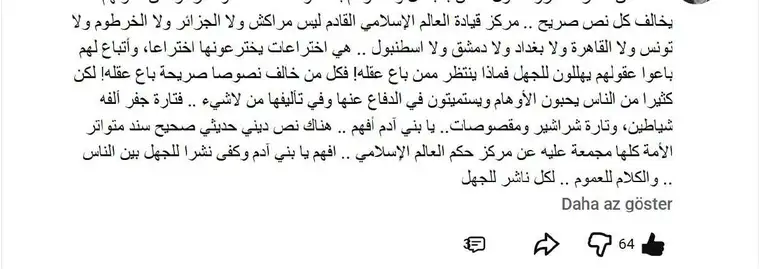 يخالف كل نص صريح .. مركز قيادة العالم الإسلامي القادم ليس مراكش ولا الجزائر ولا الخرطوم ولا
تونس ولا القاهرة ولا بغداد ولا دمشق ولا اسطنبول .. هي اختراعات يخترعونها اختراعا، وأتباع لهم
باعوا عقولهم يهللون للجهل فماذا ينتظر ممن باع عقله! فكل من خالف نصوصا صريحة باع عقله! لكن
كثيرا من الناس يحبون الأوهام ويستميتون في الدفاع عنها وفي تأليفها من لاشيء .. فتارة جفر ألفه
شياطين، وتارة شراشير ومقصوصات.. يا بني آدم أفهم .. هناك نص ديني حديثي صحيح سند متواتر
الأمة كلها مجمعة عليه عن مركز حكم العالم الإسلامي .. افهم يا بني آدم وكفى نشرا للجهل بين الناس
.. والكلام للعموم .. لكل ناشر للجهل
Daha az göster
64
3